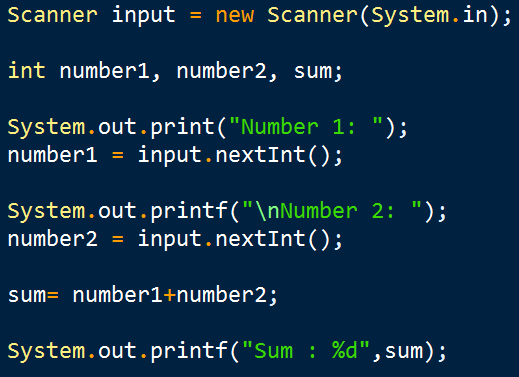 Scanner input = new Scanner(System.in);
int number1, number2, sum;
System.out.print("Number 1: ");
number1 = input.nextInt();
System.out.printf("\nNumber 2: ");
number2 = input.nextInt();
sum= number1+number2;
System.out.printf("Sum : %d",sum);